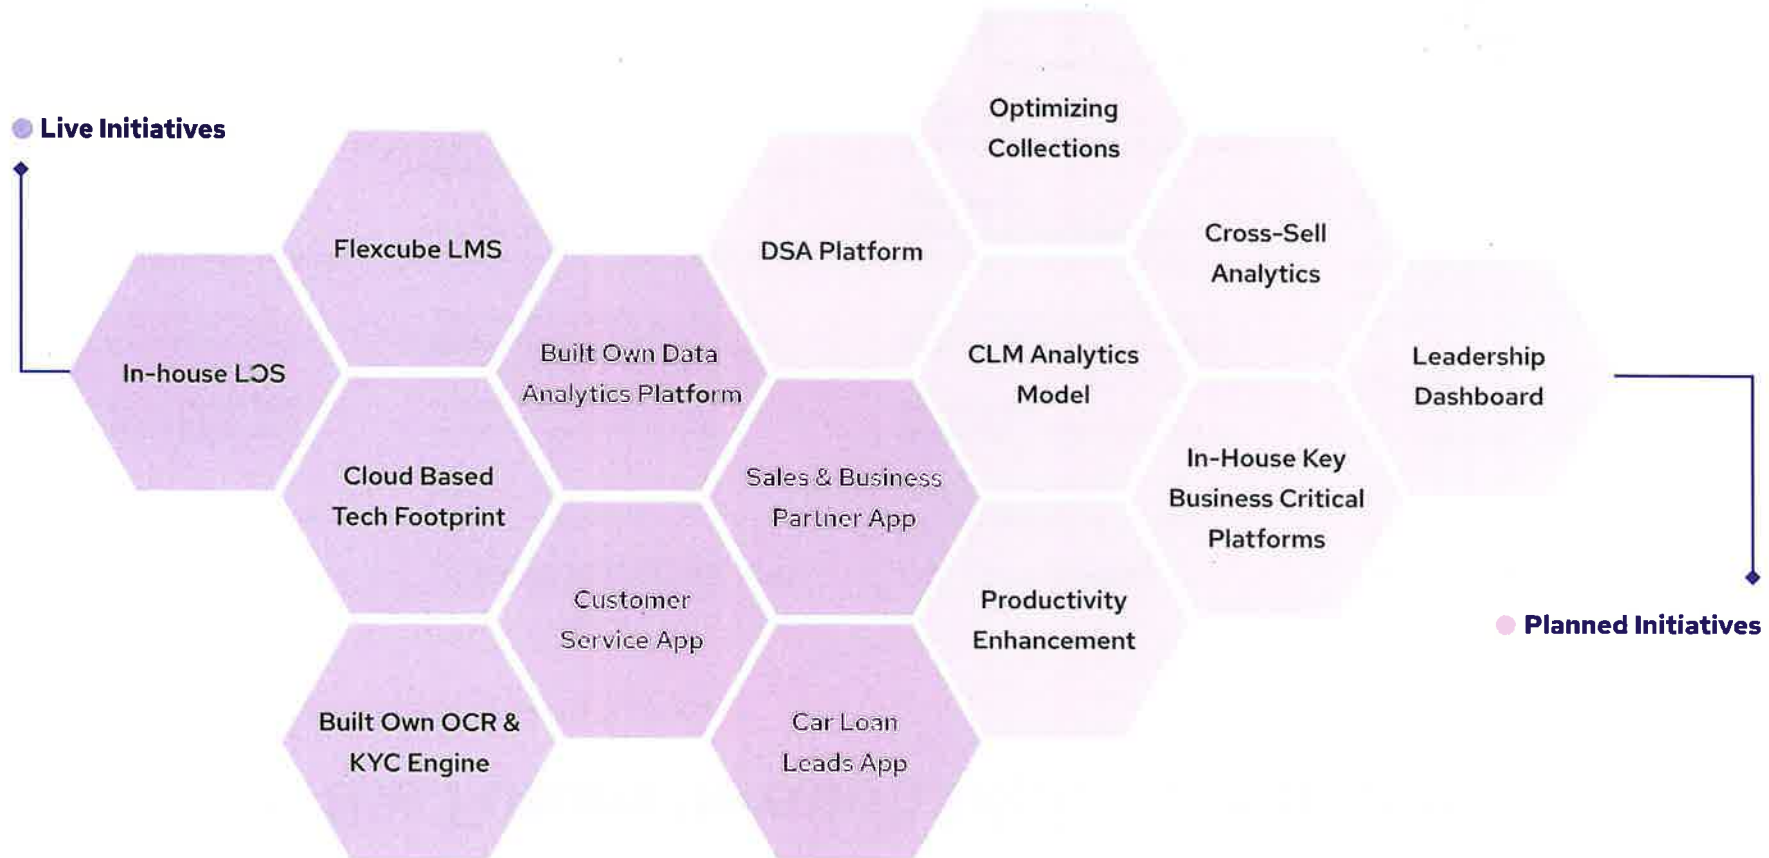 Live Initiatives
In-house LOS
Flexcube LMS
Cloud Based
Tech Footprint
Built Own OCR &
KYC Engine
Built Own Data
Analytics Platform
Customer
Service App
Sales & Business
Partner App
Car Loan
Leads App
DSA Platform
Optimizing
Collections
CLM Analytics
Model
Productivity
Enhancement
Cross-Sell
Analytics
In-House Key
Business Critical
Platforms
Leadership
Dashboard
Planned Initiatives